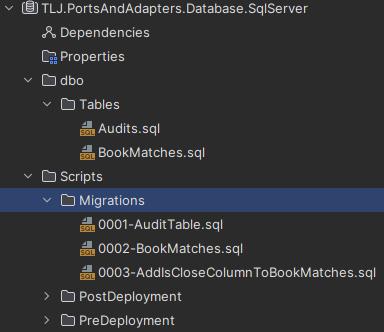 TLJ.PortsAndAdapters.Database.SqlServer
Dependencies
Properties
dbo
Tables
SQL Audits.sql
SQL BookMatches.sql
Scripts
Migrations
SQL 0001-AuditTable.sql
SQL 0002-BookMatches.sql
SQL 0003-AddIsCloseColumnToBookMatches.sql
PostDeployment
PreDeployment